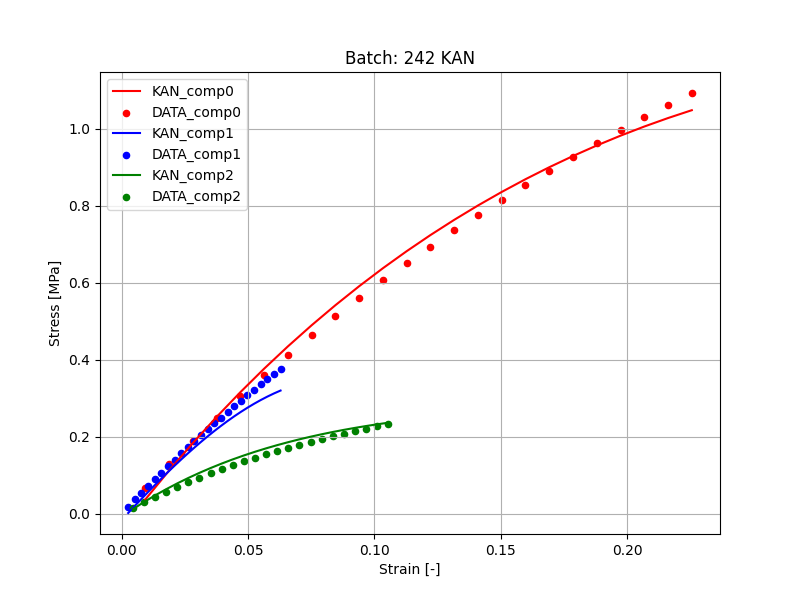 Batch: 242 KAN
KAN_comp0
DATA_comp0
KAN_comp1
DATA_comp1
KAN_comp2
DATA_comp2
Stress [MPa]
1.0
0.8
0.6
0.4
0.2
0.0
0.00 0.05 0.10 0.15 0.20
Strain [-]